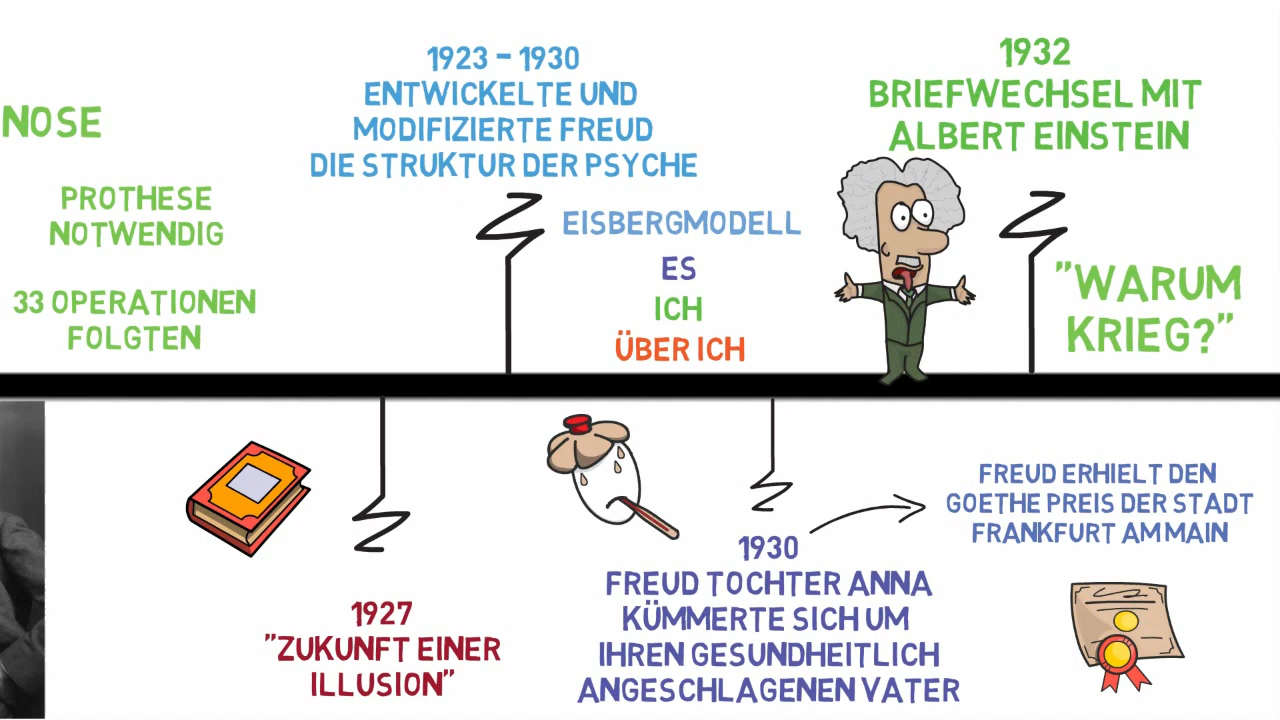 NOSE
PROTHESE
NOTWENDIG
33 OPERATIONEN
FOLGTEN
1923 - 1930
ENTWICKELTE UND
MODIFIZIERTE FREUD
DIE STRUKTUR DER PSYCHE
EISBERGMODELL
ES
ICH
ÜBER ICH
1932
BRIEFWECHSEL MIT
ALBERT EINSTEIN
"WARUM
KRIEG?"
1927
"ZUKUNFT EINER
ILLUSION"
1930
FREUD TOCHTER ANNA
KÜMMERTE SICH UM
IHREN GESUNDHEITLICH
ANGESCHLAGENEN VATER
FREUD ERHIELT DEN
GOETHE PREIS DER STADT
FRANKFURT AM MAIN